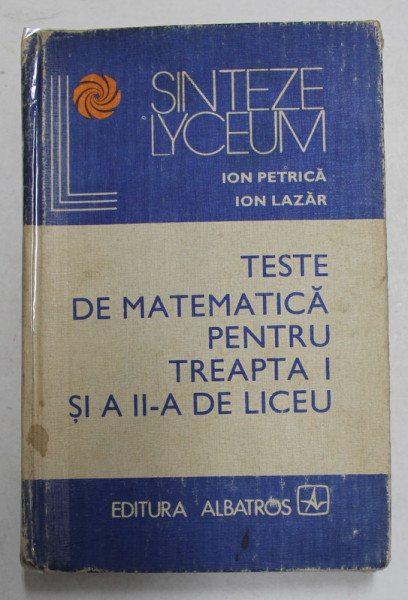 SINTEZE
LYCEUM
ION PETRICĂ
ION LAZĂR
TESTE
DE MATEMATICĂ
PENTRU
TREAPTA I
ȘI A II-A DE LICEU
EDITURA ALBATROS